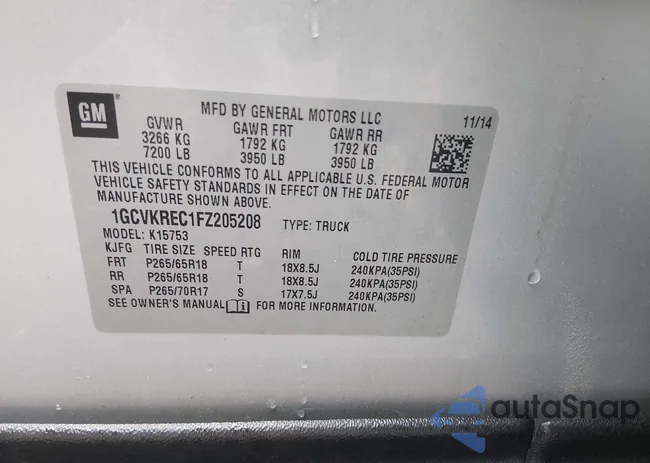 GM
MFD BY GENERAL MOTORS LLC
11/14
GVWR GAWR FRT GAWR RR
3266 KG 1792 KG 1792 KG
7200 LB 3950 LB 3950 LB
THIS VEHICLE CONFORMS TO ALL APPLICABLE U.S. FEDERAL MOTOR
VEHICLE SAFETY STANDARDS IN EFFECT ON THE DATE OF
MANUFACTURE SHOWN ABOVE.
1GCVKREC1FZ205208 TYPE: TRUCK
MODEL: K15753
KJFG TIRE SIZE SPEED RTG RIM COLD TIRE PRESSURE
FRT P265/65R18 T 18X8.5J 240KPA(35PSI)
RR P265/65R18 T 18X8.5J 240KPA(35PSI)
SPA P265/70R17 S 17X7.5J 240KPA(35PSI)
SEE OWNER'S MANUAL i FOR MORE INFORMATION.
autoSnap